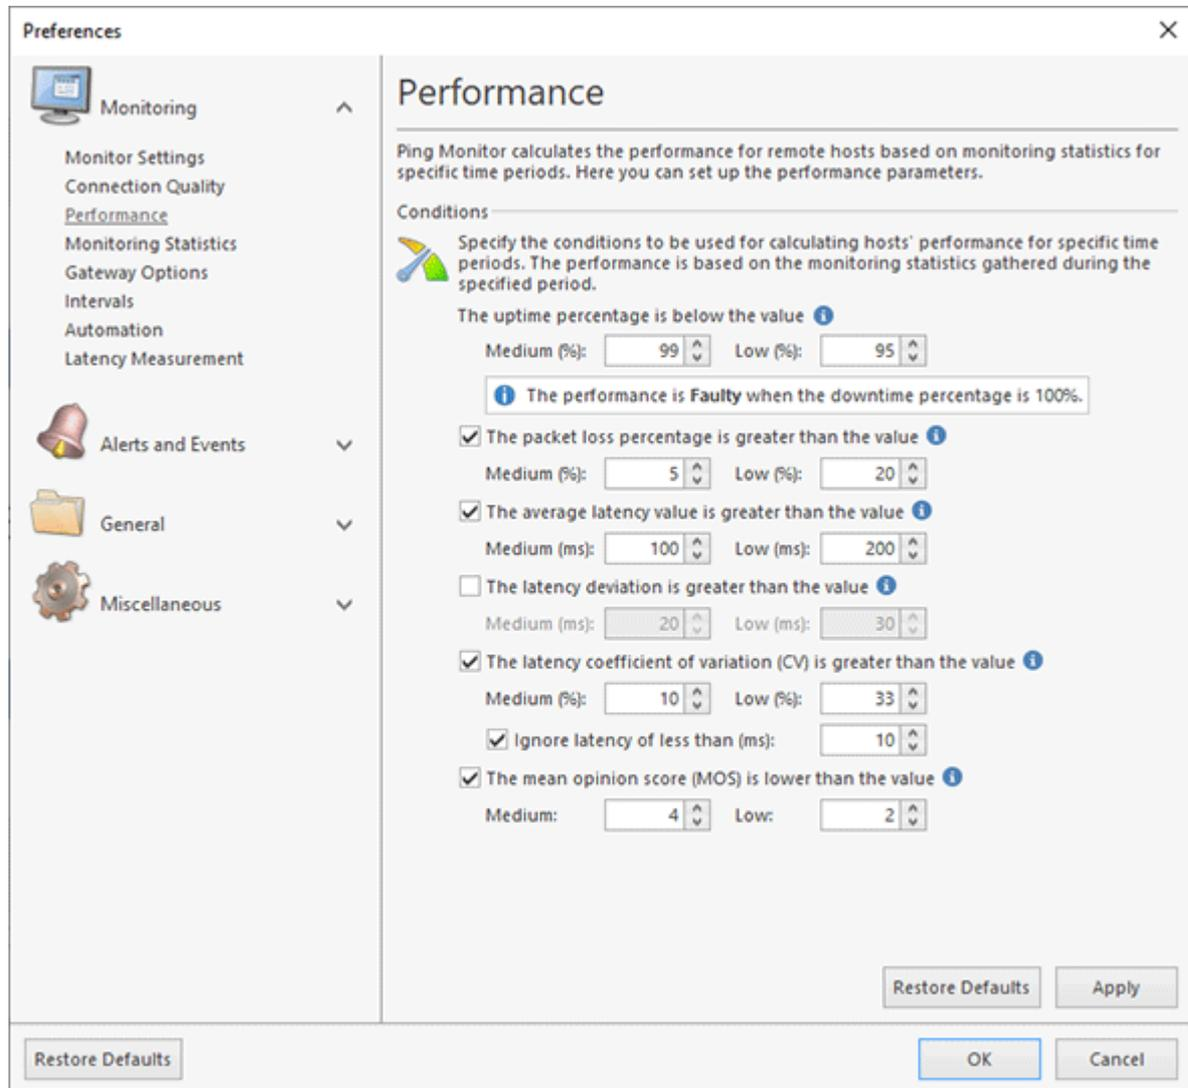 Preferences
Monitoring
Monitor Settings
Connection Quality
Performance
Monitoring Statistics
Gateway Options
Intervals
Automation
Latency Measurement
Alerts and Events
General
Miscellaneous
Performance
Ping Monitor calculates the performance for remote hosts based on monitoring statistics for
specific time periods. Here you can set up the performance parameters.
Conditions
Specify the conditions to be used for calculating hosts' performance for specific time
periods. The performance is based on the monitoring statistics gathered during the
specified period.
The uptime percentage is below the value
Medium (%): 99 Low (%): 95
The performance is Faulty when the downtime percentage is 100%.
The packet loss percentage is greater than the value
Medium (%): 5 Low (%): 20
The average latency value is greater than the value
Medium (ms): 100 Low (ms): 200
The latency deviation is greater than the value
Medium (ms): 20 Low (ms): 30
The latency coefficient of variation (CV) is greater than the value
Medium (%): 10 Low (%): 33
Ignore latency of less than (ms): 10
The mean opinion score (MOS) is lower than the value
Medium: 4 Low: 2
Restore Defaults Apply
Restore Defaults OK Cancel